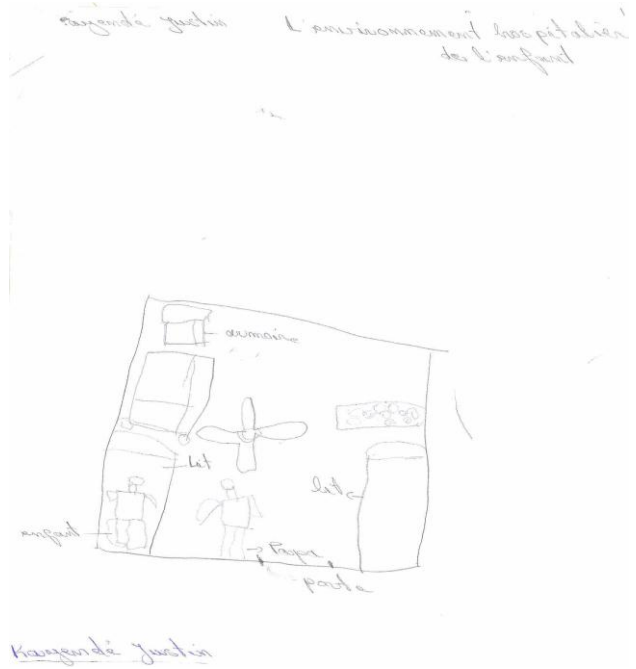 Kayendé Justin
L'environnement hospitalier
de l'enfant
armoire
lit
lit
enfant
Papa
porte
Kayendé Justin